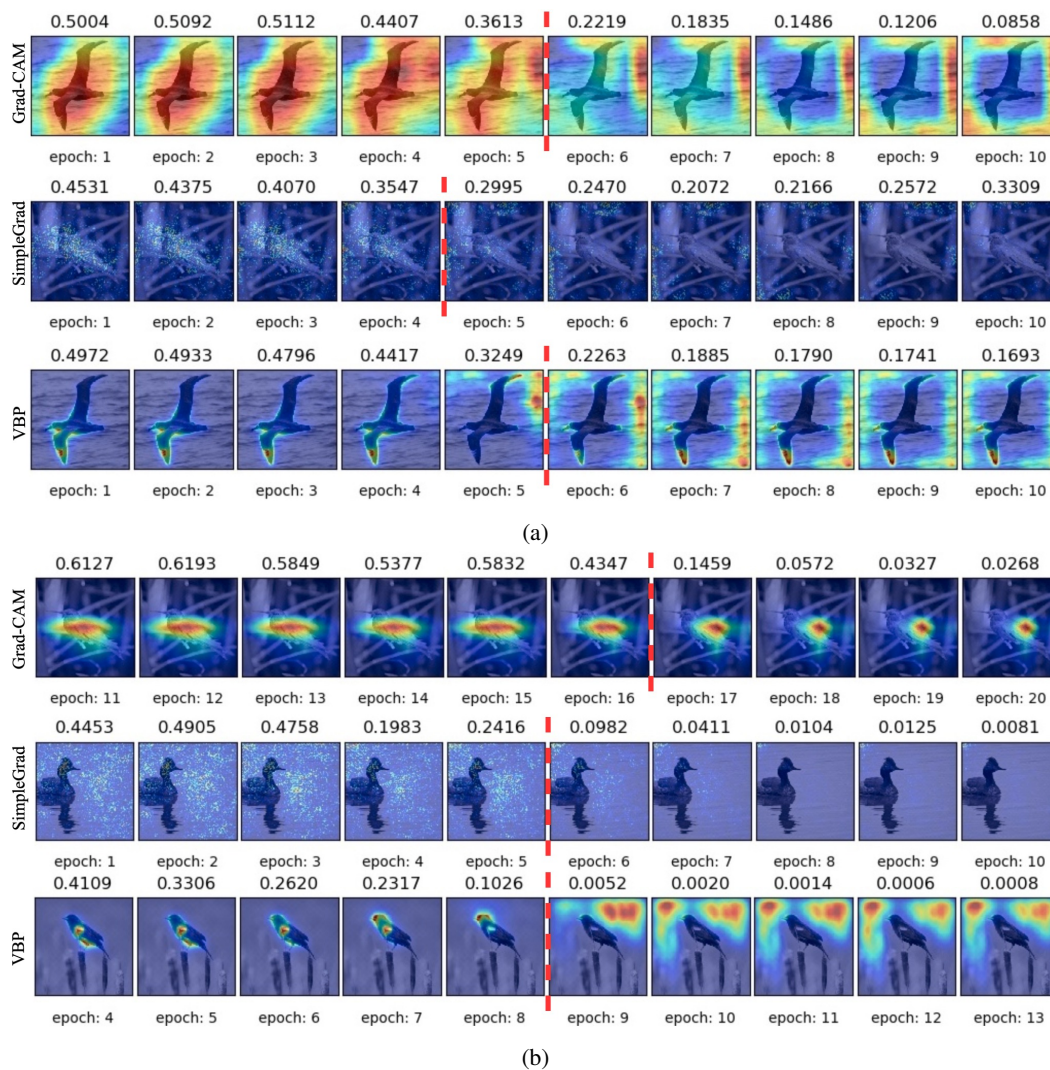 0.5004 0.5092 0.5112 0.4407 0.3613 0.2219 0.1835 0.1486 0.1206 0.0858
Grad-CAM
epoch: 1 epoch: 2 epoch: 3 epoch: 4 epoch: 5 epoch: 6 epoch: 7 epoch: 8 epoch: 9 epoch: 10
0.4531 0.4375 0.4070 0.3547 0.2995 0.2470 0.2072 0.2166 0.2572 0.3309
SimpleGrad
epoch: 1 epoch: 2 epoch: 3 epoch: 4 epoch: 5 epoch: 6 epoch: 7 epoch: 8 epoch: 9 epoch: 10
0.4972 0.4933 0.4796 0.4417 0.3249 0.2263 0.1885 0.1790 0.1741 0.1693
VBP
epoch: 1 epoch: 2 epoch: 3 epoch: 4 epoch: 5 epoch: 6 epoch: 7 epoch: 8 epoch: 9 epoch: 10
(a)
0.6127 0.6193 0.5849 0.5377 0.5832 0.4347 0.1459 0.0572 0.0327 0.0268
Grad-CAM
epoch: 11 epoch: 12 epoch: 13 epoch: 14 epoch: 15 epoch: 16 epoch: 17 epoch: 18 epoch: 19 epoch: 20
0.4453 0.4905 0.4758 0.1983 0.2416 0.0982 0.0411 0.0104 0.0125 0.0081
SimpleGrad
epoch: 1 epoch: 2 epoch: 3 epoch: 4 epoch: 5 epoch: 6 epoch: 7 epoch: 8 epoch: 9 epoch: 10
0.4109 0.3306 0.2620 0.2317 0.1026 0.0052 0.0020 0.0014 0.0006 0.0008
VBP
epoch: 4 epoch: 5 epoch: 6 epoch: 7 epoch: 8 epoch: 9 epoch: 10 epoch: 11 epoch: 12 epoch: 13
(b)